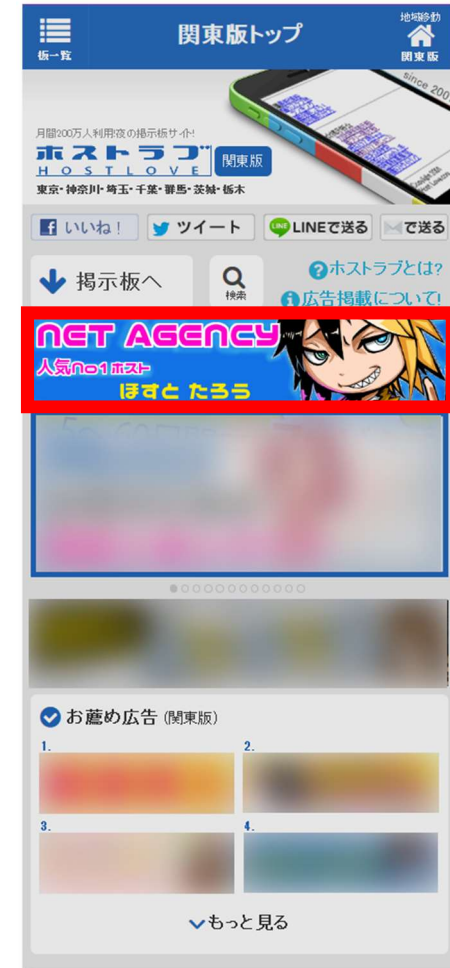 地域移動
板一覧
関東版トップ
関東版
since 200
月間200万人利用!夜の掲示板サイト!
ホストラブ"
関東版
HOSTLOVE
東京・神奈川・埼玉・千葉・群馬・茨城・栃木
いいね!
ツイート
LINEで送る
で送る
掲示板へ
検索
ホストラブとは?
広告掲載について!
NET AGENCY
人気No1ホスト
ほすと たろう
お薦め広告 (関東版)
1.
2.
3.
4.
もっと見る